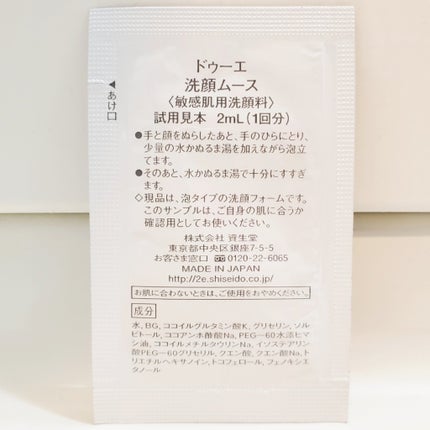 ドゥーエ
洗顔ムース
〈敏感肌用洗顔料〉
試用見本 2mL(1回分)
◀あけ口
●手と顔をぬらしたあと、手のひらにとり、
少量の水かぬるま湯を加えながら泡立
てます。
●そのあと、水かぬるま湯で十分にすすぎ
ます。
◇現品は、泡タイプの洗顔フォームです。
このサンプルは、ご自身の肌に合うか
確認用としてお使いください。
株式会社 資生堂
東京都中央区銀座7-5-5
お客さま窓口 0120-22-6065
MADE IN JAPAN
http://2e.shiseido.co.jp/
お肌に合わないときは、ご使用をおやめください。
成分
水、BG、ココイルグルタミン酸K、グリセリン、ソル
ビトール、ココアンホ酢酸Na、PEG-60水添ヒマ
シ油、ココイルメチルタウリンNa、イソステアリン
酸PEG-60グリセリル、クエン酸、クエン酸Na、ト
リエチルヘキサノイン、トコフェロール、フェノキシエ
タノール